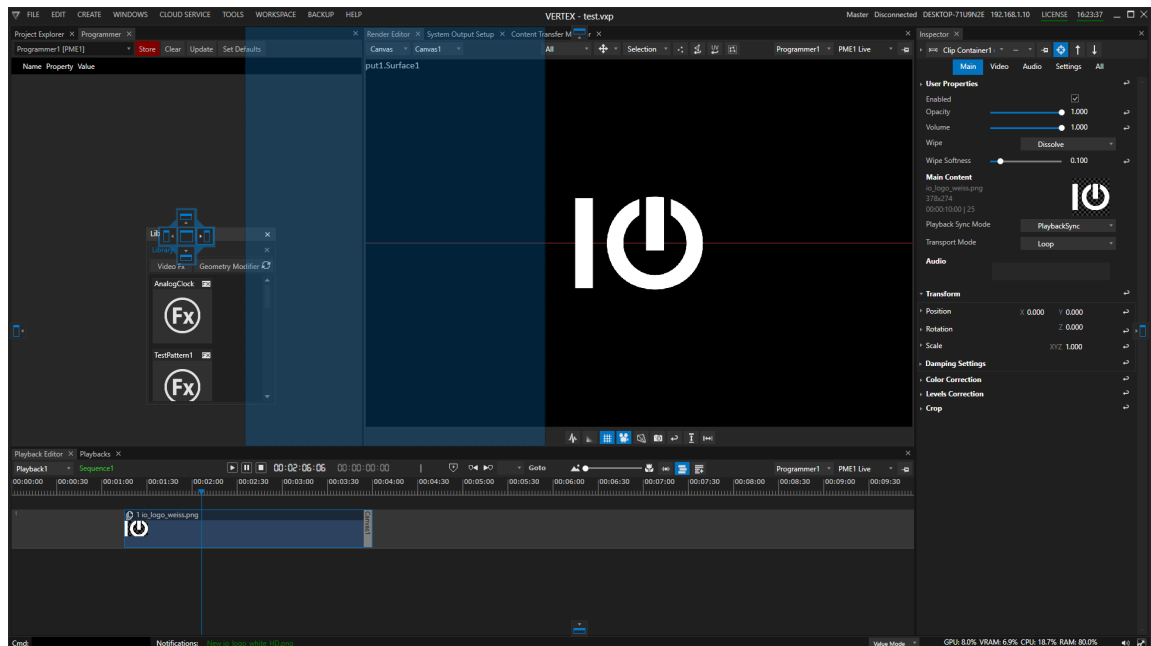 FILE EDIT CREATE WINDOWS CLOUD SERVICE TOOLS WORKSPACE BACKUP HELP VERTEX - test.vxp Master Disconnected DESKTOP-71U9N2E 192.168.1.10 LICENSE 16:23:37
Project Explorer Programmer Render Editor System Output Setup Content Transfer M r Inspector
Programmer1 [PME1] Store Clear Update Set Defaults Canvas Canvas1 All Selection UV Programmer1 PME1 Live Clip Container1
Name Property Value
put1.Surface1
Main Video Audio Settings All
User Properties
Enabled
Opacity 1.000
Volume 1.000
Wipe Dissolve
Wipe Softness 0.100
Main Content
io_logo_weiss.png
378x274
00:00:10:00 | 25
Playback Sync Mode PlaybackSync
Transport Mode Loop
Audio
Transform
Position X 0.000 Y 0.000
Rotation Z 0.000
Scale XYZ 1.000
Damping Settings
Color Correction
Levels Correction
Crop
Lib
Library
Video Fx Geometry Modifier
AnalogClock FX
Fx
TestPattern1 FX
Fx
Playback Editor Playbacks
Playback1 Sequence1 00:02:06:06 00:00:00:00 Goto Programmer1 PME1 Live
00:00:00 00:00:30 00:01:00 00:01:30 00:02:00 00:02:30 00:03:00 00:03:30 00:04:00 00:04:30 00:05:00 00:05:30 00:06:00 00:06:30 00:07:00 00:07:30 00:08:00 00:08:30 00:09:00 00:09:30
1 1 io_logo_weiss.png Canvas1
Cmd: Notifications: New io_logo_white_HD.png Value Mode GPU: 8.0% VRAM: 6.9% CPU: 18.7% RAM: 80.0%